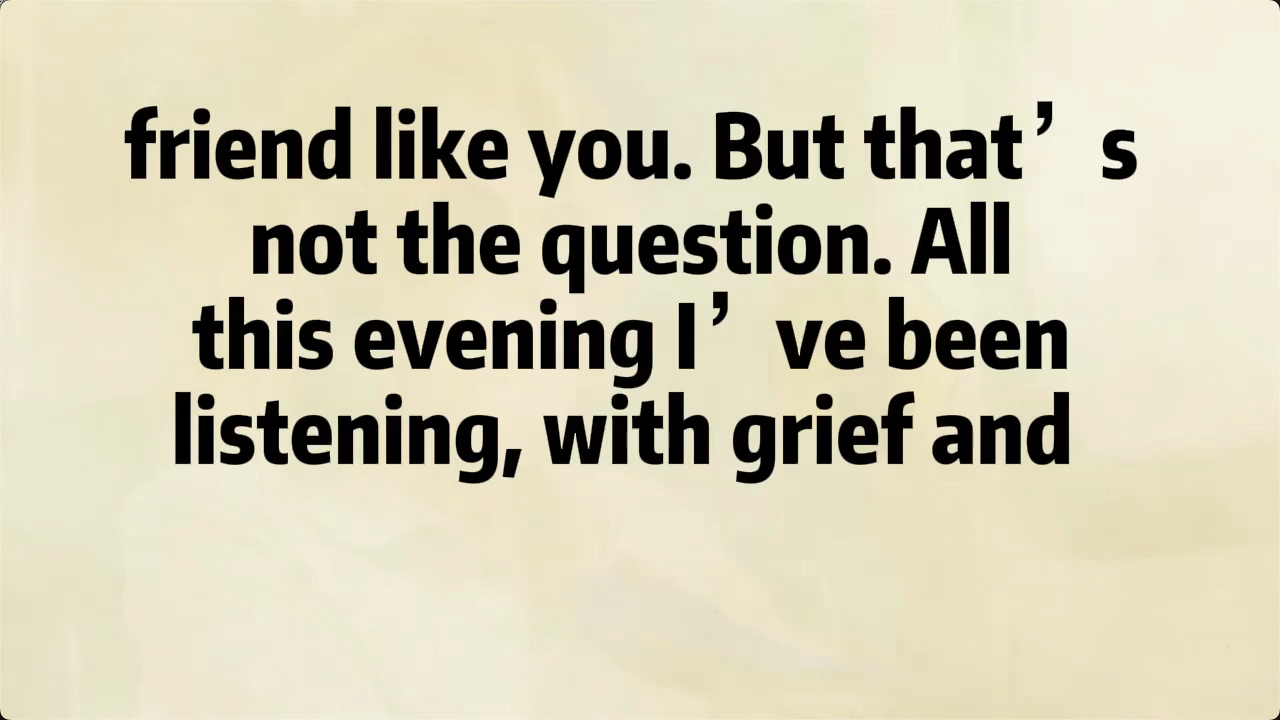 friend like you. But that’s
not the question. All
this evening I’ve been
listening, with grief and